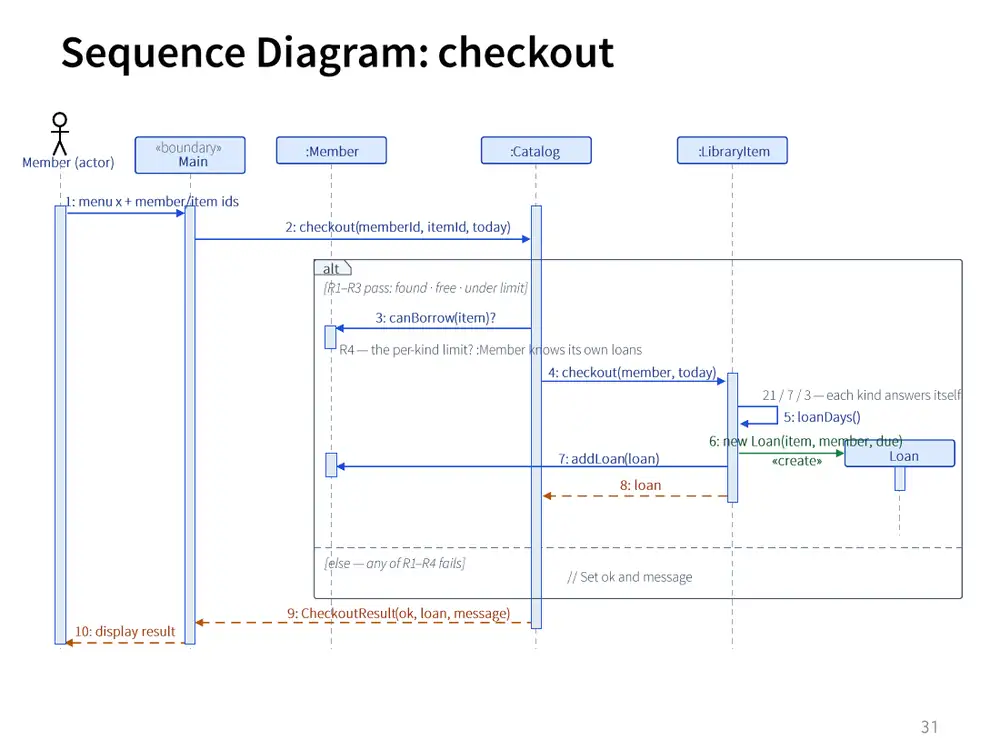 Sequence Diagram: checkout
Member (actor)
«boundary»
Main
:Member
:Catalog
:LibraryItem
1: menu x + member/item ids
2: checkout(memberId, itemId, today)
alt
[R1–R3 pass: found · free · under limit]
3: canBorrow(item)?
R4 — the per-kind limit? :Member knows its own loans
4: checkout(member, today)
21 / 7 / 3 — each kind answers itself
5: loanDays()
6: new Loan(item, member, due)
«create»
Loan
7: addLoan(loan)
8: loan
[else — any of R1–R4 fails]
// Set ok and message
9: CheckoutResult(ok, loan, message)
10: display result
31